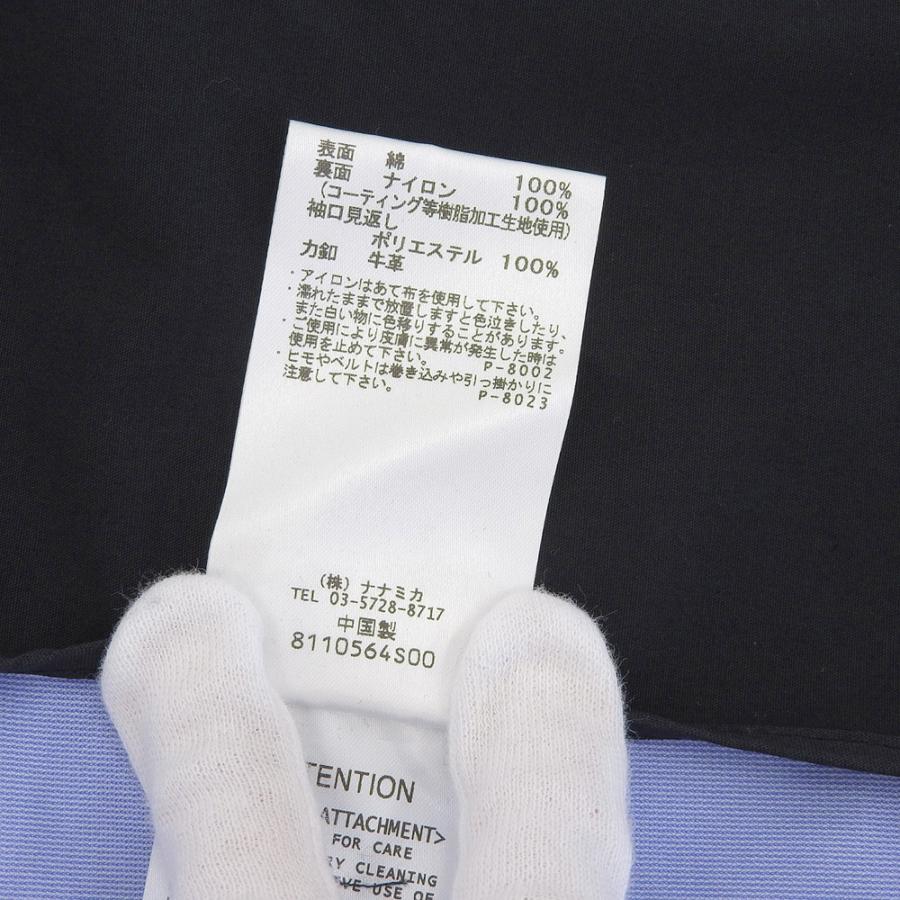 表面 綿 100%
裏面 ナイロン 100%
(コーティング等樹脂加工生地使用)
袖口見返し
ポリエステル 100%
力釦 牛革
・アイロンはあて布を使用して下さい。
・濡れたままで放置しますと色泣きしたり、
また白い物に色移りすることがあります。
・ご使用により皮膚に異常が発生した時は
使用を止めて下さい。 P-8002
・ヒモやベルトは巻き込みや引っ掛かりに
注意して下さい。 P-8023
(株) ナナミカ
TEL 03-5728-8717
中国製
8110564S00
TENTION
ATTACHMENT>
FOR CARE
CLEANING
USE OF